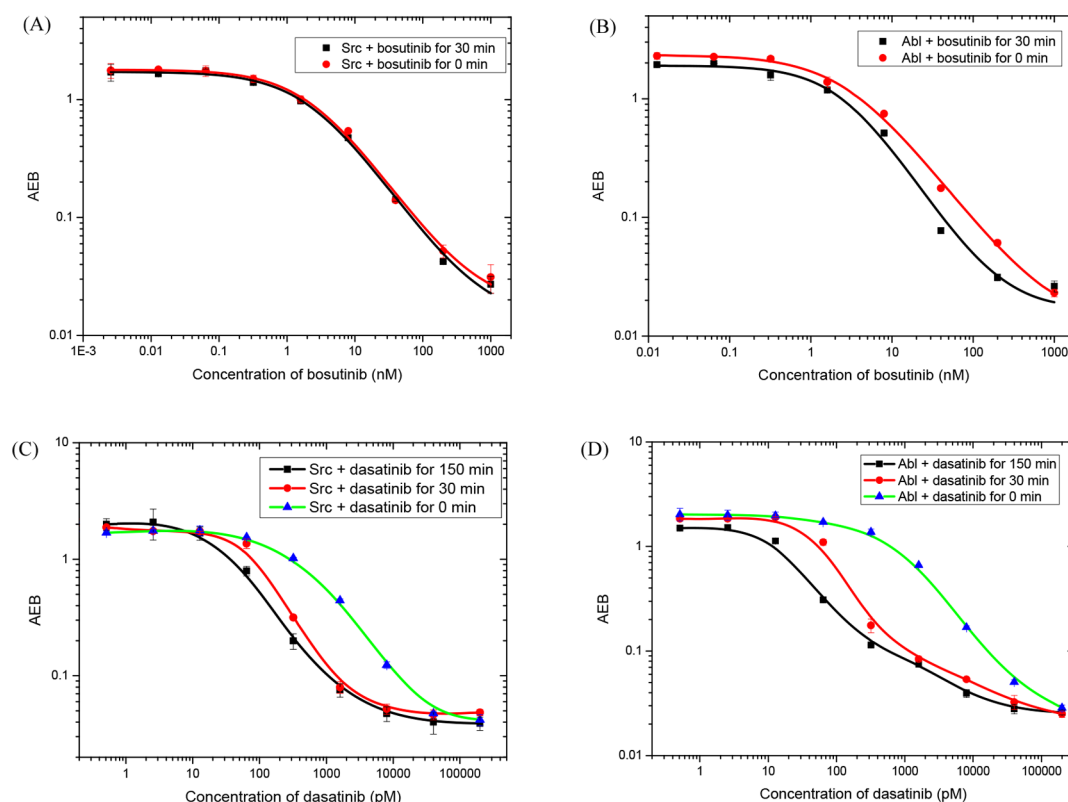 (A)
Src + bosutinib for 30 min
Src + bosutinib for 0 min
1
0.1
0.01
AEB
1E-3 0.01 0.1 1 10 100 1000
Concentration of bosutinib (nM)
(B)
Abl + bosutinib for 30 min
Abl + bosutinib for 0 min
1
0.1
0.01
AEB
0.01 0.1 1 10 100 1000
Concentration of bosutinib (nM)
(C)
Src + dasatinib for 150 min
Src + dasatinib for 30 min
Src + dasatinib for 0 min
10
1
0.1
AEB
1 10 100 1000 10000 100000
Concentration of dasatinib (pM)
(D)
Abl + dasatinib for 150 min
Abl + dasatinib for 30 min
Abl + dasatinib for 0 min
10
1
0.1
0.01
AEB
1 10 100 1000 10000 100000
Concentration of dasatinib (pM)